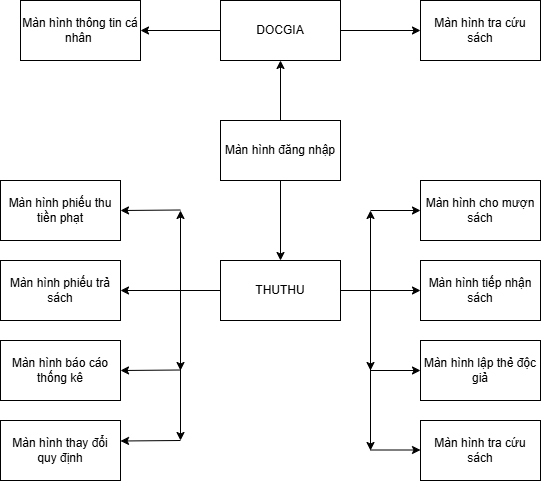 Màn hình thông tin cá
nhân
DOCGIA
Màn hình tra cứu
sách
Màn hình đăng nhập
Màn hình phiếu thu
tiền phạt
Màn hình cho mượn
sách
Màn hình phiếu trả
sách
THUTHU
Màn hình tiếp nhận
sách
Màn hình báo cáo
thống kê
Màn hình lập thẻ độc
giả
Màn hình thay đổi
quy định
Màn hình tra cứu
sách